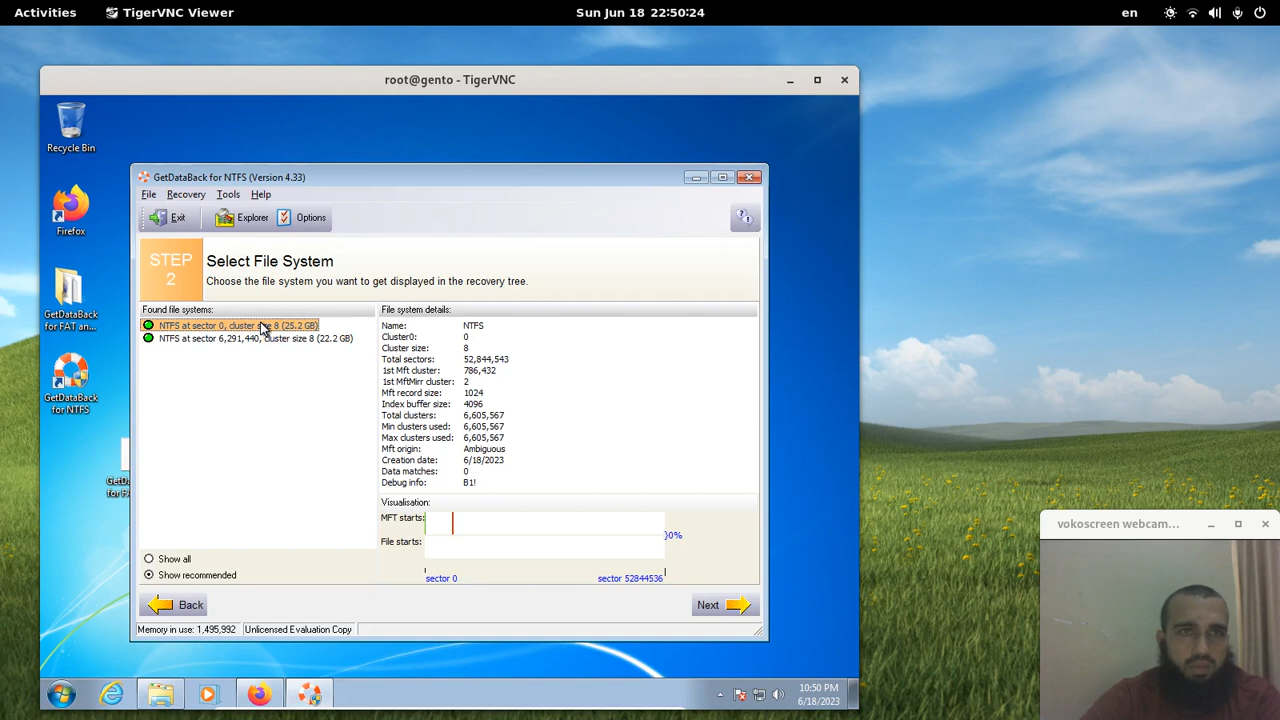 Activities TigerVNC Viewer Sun Jun 18 22:50:24 en
root@gento - TigerVNC
Recycle Bin
Firefox
GetDataBack
for FAT an...
GetDataBack
for NTFS
GetDataBack for NTFS (Version 4.33)
File Recovery Tools Help
Exit Explorer Options
STEP
2
Select File System
Choose the file system you want to get displayed in the recovery tree.
Found file systems:
NTFS at sector 0, cluster size 8 (25.2 GB)
NTFS at sector 6,291,440, cluster size 8 (22.2 GB)
Show all
Show recommended
File system details:
Name: NTFS
Cluster0: 0
Cluster size: 8
Total sectors: 52,844,543
1st Mft cluster: 786,432
1st MftMirr cluster: 2
Mft record size: 1024
Index buffer size: 4096
Total clusters: 6,605,567
Min clusters used: 6,605,567
Max clusters used: 6,605,567
Mft origin: Ambiguous
Creation date: 6/18/2023
Data matches: 0
Debug info: B1!
Visualisation:
MFT starts:
}0%
File starts:
sector 0 sector 52844536
Back Next
Memory in use: 1,495,992 Unlicensed Evaluation Copy
10:50 PM
6/18/2023
vokoscreen webcam...